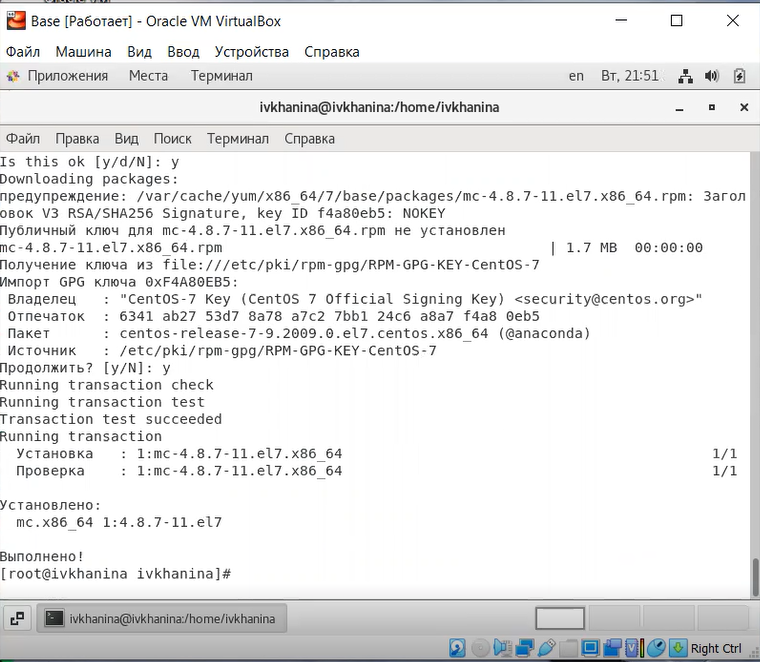 Base [Работает] - Oracle VM VirtualBox
Файл Машина Вид Ввод Устройства Справка
Приложения Места Терминал en Вт, 21:51
ivkhanina@ivkhanina:/home/ivkhanina
Файл Правка Вид Поиск Терминал Справка
Is this ok [y/d/N]: y
Downloading packages:
предупреждение: /var/cache/yum/x86_64/7/base/packages/mc-4.8.7-11.el7.x86_64.rpm: Загол
овок V3 RSA/SHA256 Signature, key ID f4a80eb5: NOKEY
Публичный ключ для mc-4.8.7-11.el7.x86_64.rpm не установлен
mc-4.8.7-11.el7.x86_64.rpm | 1.7 MB 00:00:00
Получение ключа из file:///etc/pki/rpm-gpg/RPM-GPG-KEY-CentOS-7
Импорт GPG ключа 0xF4A80EB5:
Владелец : "CentOS-7 Key (CentOS 7 Official Signing Key) <security@centos.org>"
Отпечаток : 6341 ab27 53d7 8a78 a7c2 7bb1 24c6 a8a7 f4a8 0eb5
Пакет : centos-release-7-9.2009.0.el7.centos.x86_64 (@anaconda)
Источник : /etc/pki/rpm-gpg/RPM-GPG-KEY-CentOS-7
Продолжить? [y/N]: y
Running transaction check
Running transaction test
Transaction test succeeded
Running transaction
Установка : 1:mc-4.8.7-11.el7.x86_64 1/1
Проверка : 1:mc-4.8.7-11.el7.x86_64 1/1
Установлено:
mc.x86_64 1:4.8.7-11.el7
Выполнено!
[root@ivkhanina ivkhanina]#
ivkhanina@ivkhanina:/home/ivkhanina
Right Ctrl